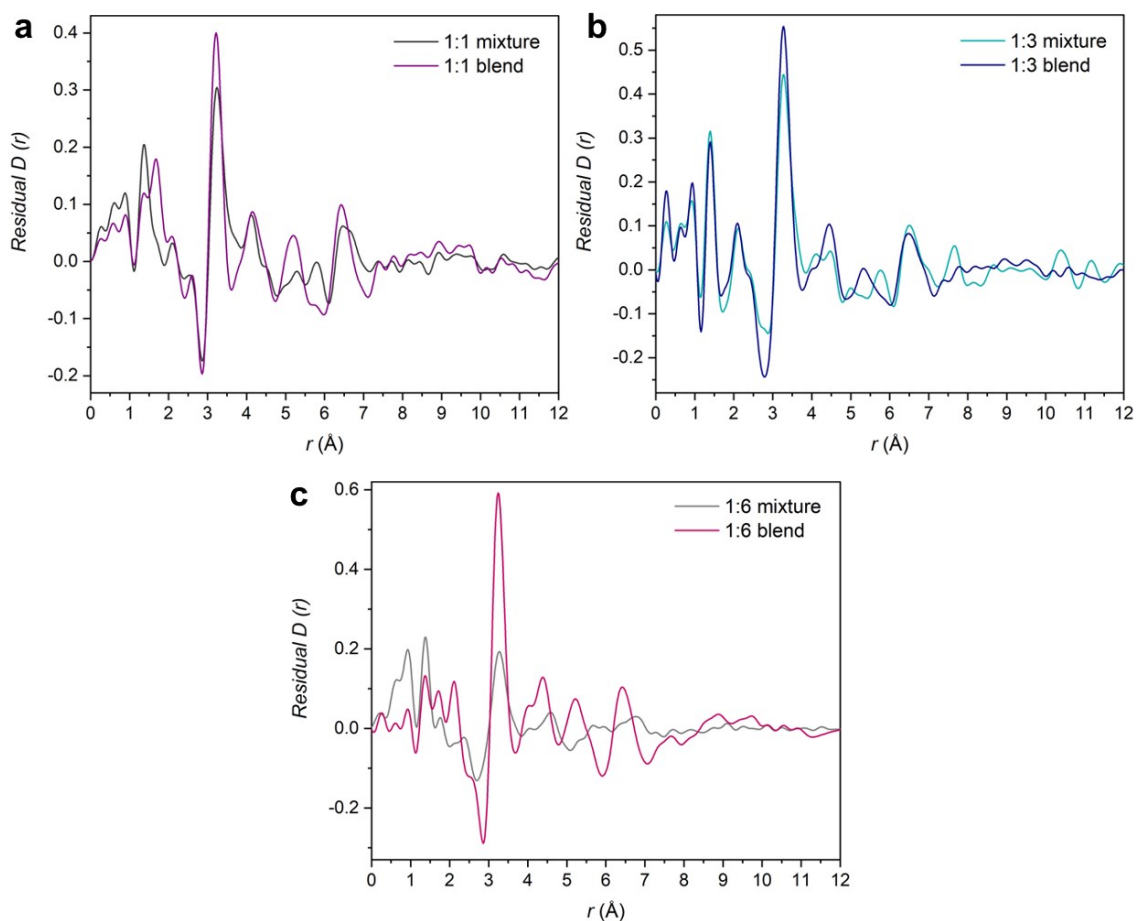 a
1:1 mixture
1:1 blend
Residual D (r)
0.4
0.3
0.2
0.1
0.0
-0.1
-0.2
0 1 2 3 4 5 6 7 8 9 10 11 12
r (Å)
b
1:3 mixture
1:3 blend
Residual D (r)
0.5
0.4
0.3
0.2
0.1
0.0
-0.1
-0.2
0 1 2 3 4 5 6 7 8 9 10 11 12
r (Å)
c
1:6 mixture
1:6 blend
Residual D (r)
0.6
0.4
0.2
0.0
-0.2
0 1 2 3 4 5 6 7 8 9 10 11 12
r (Å)